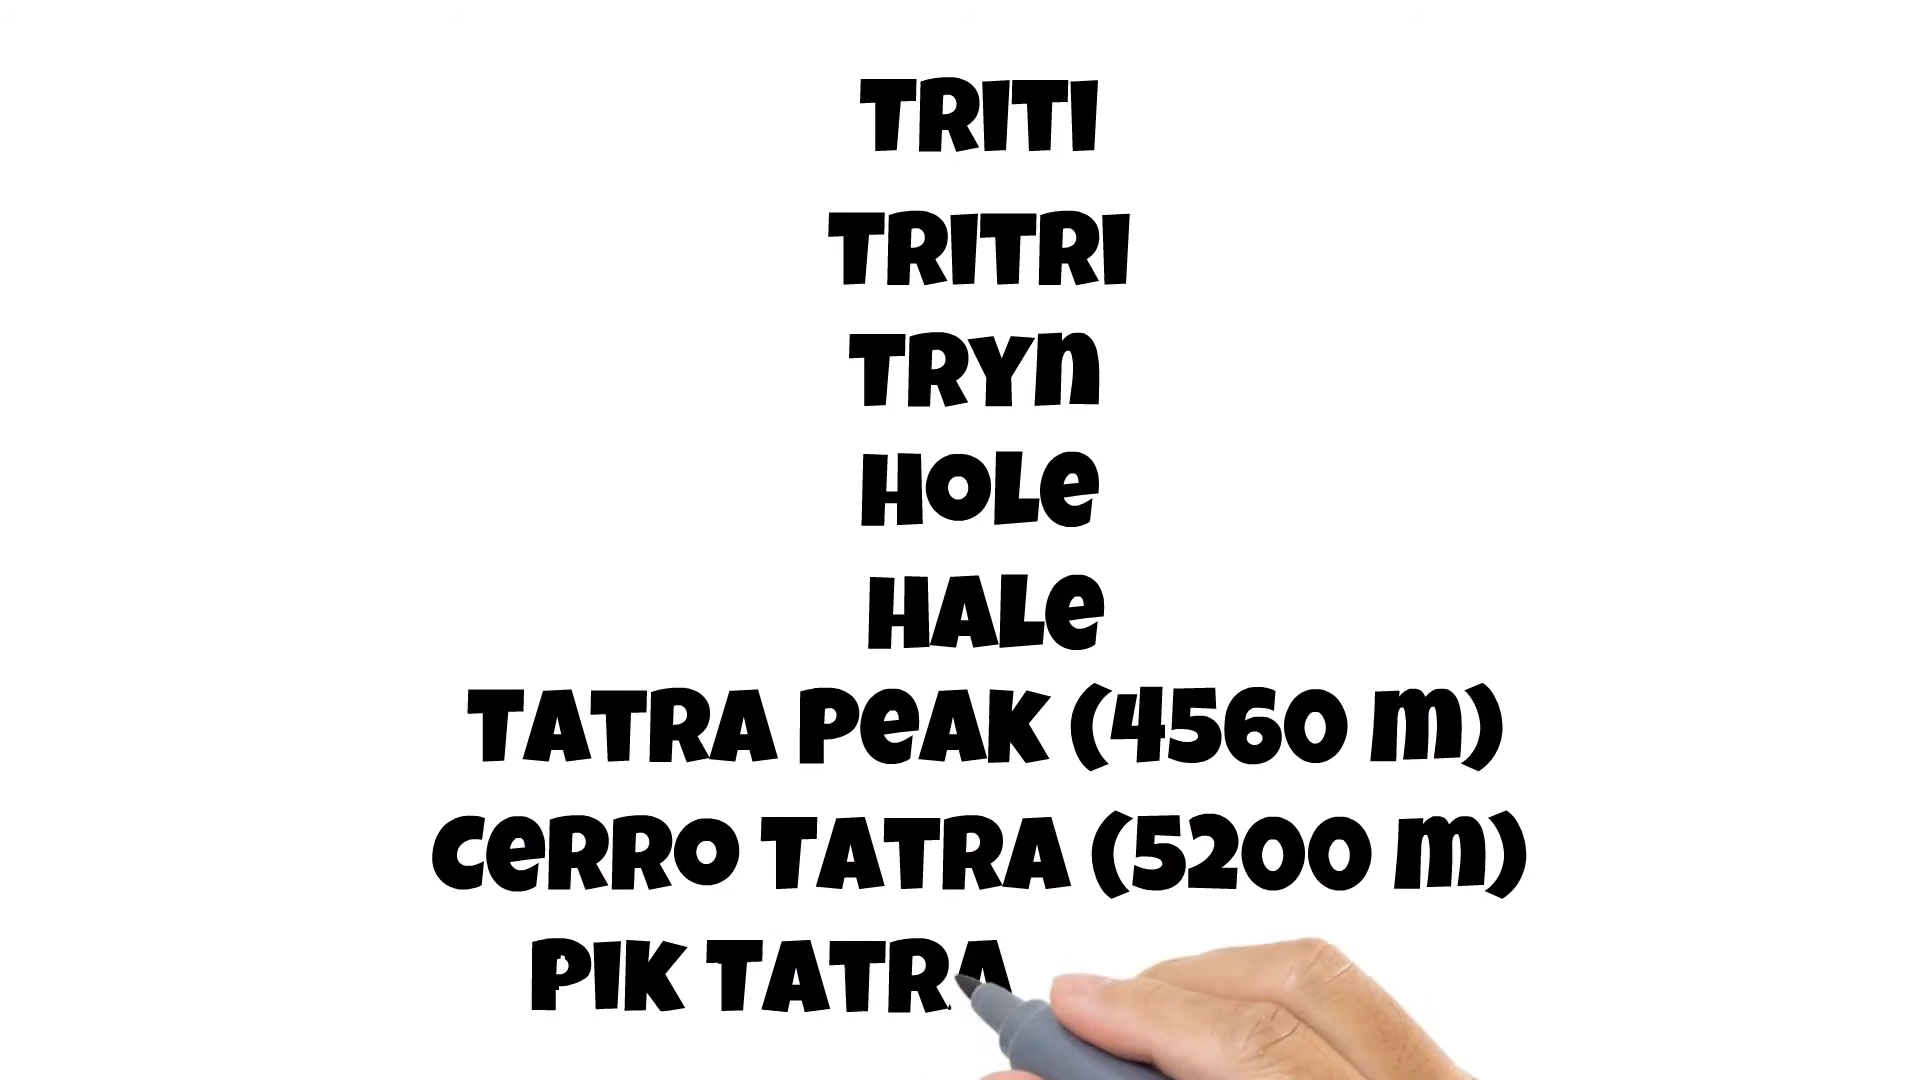 TRITI
TRITRI
TRYN
HOLE
HALE
TATRA PEAK (4560 M)
CERRO TATRA (5200 M)
PIK TATRA